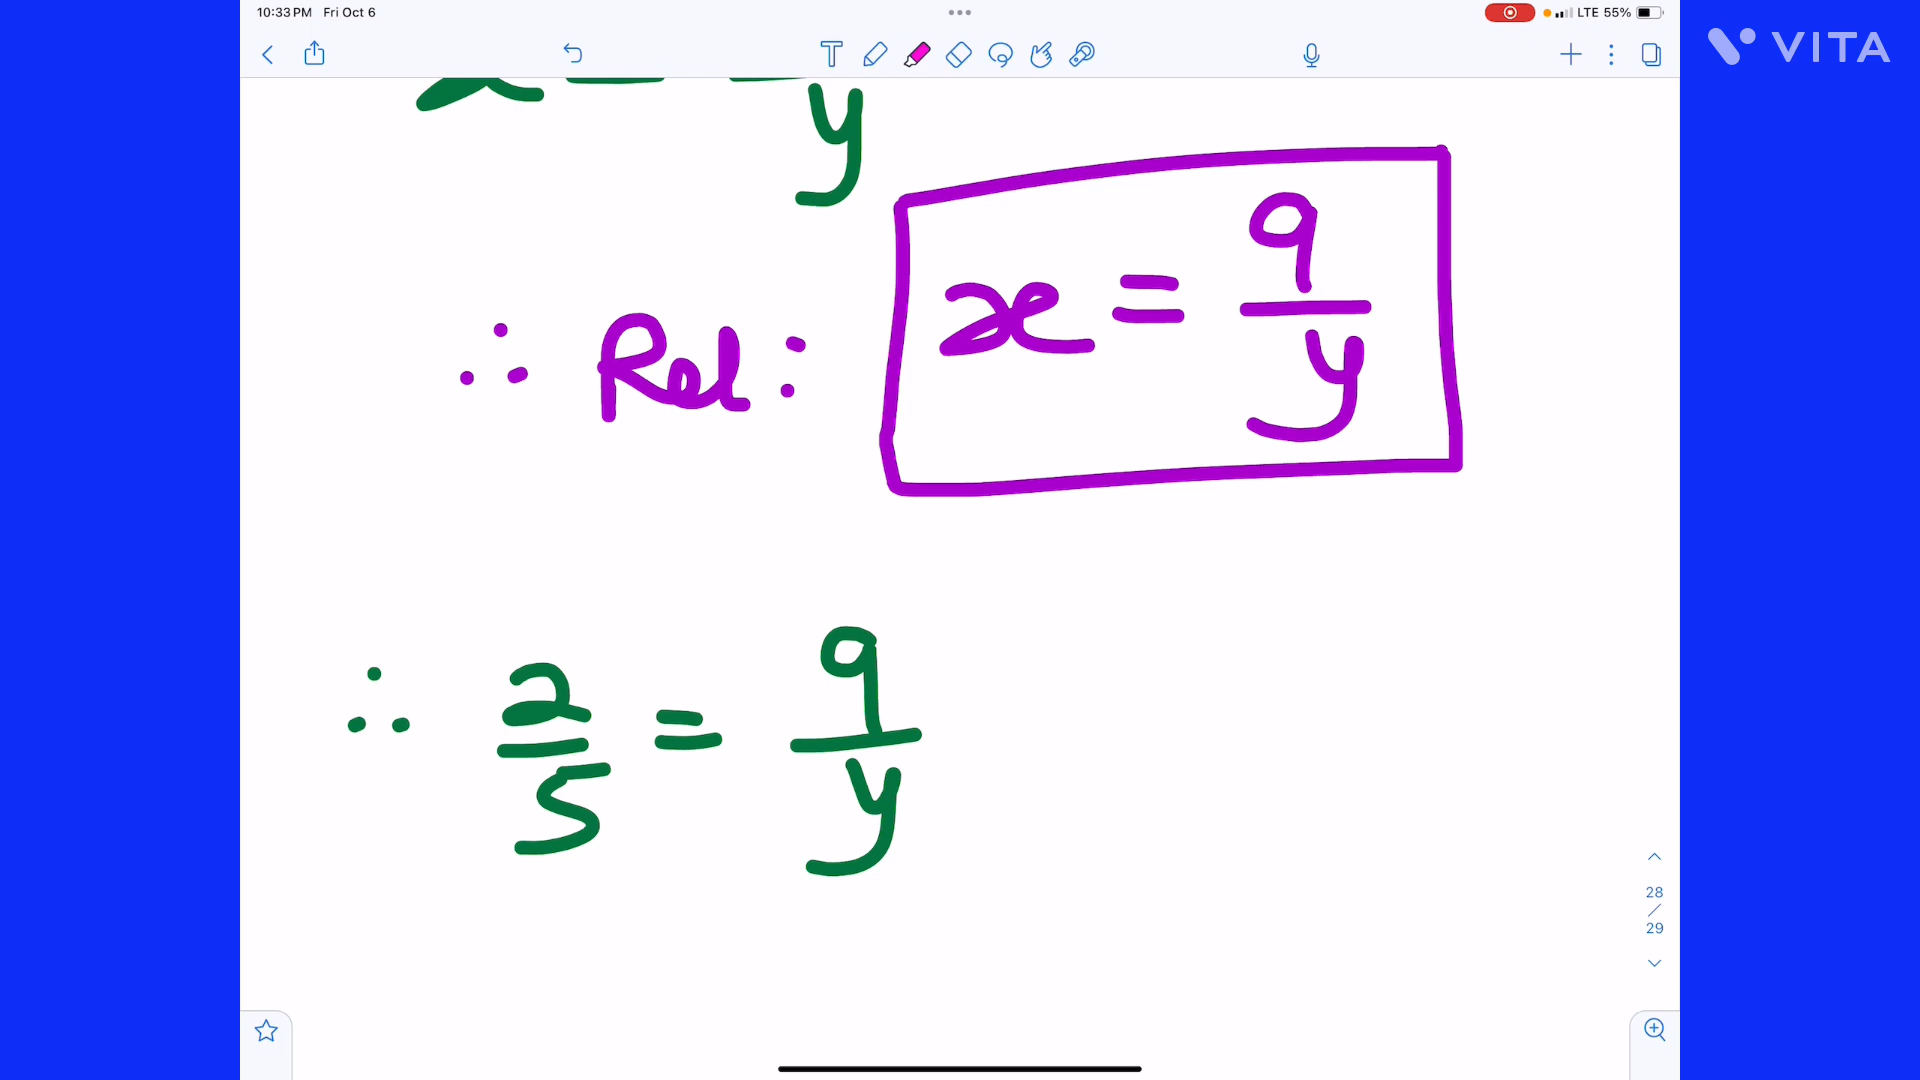 10:33 PM Fri Oct 6
LTE 55%
VITA
y
∴ Rel: x = 9/y
∴ 2/5 = 9/y
28
/
29